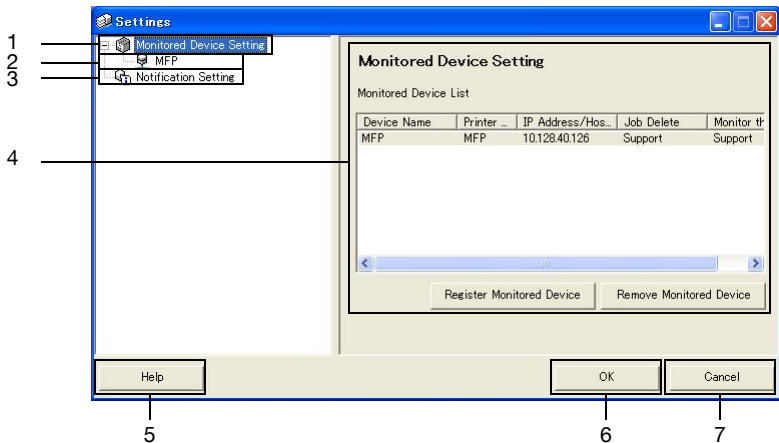 Settings
1
Monitored Device Setting
2
MFP
3
Notification Setting
4
Monitored Device Setting
Monitored Device List
Device Name Printer ... IP Address/Hos... Job Delete Monitor th
MFP MFP 10.128.40.126 Support Support
Register Monitored Device Remove Monitored Device
Help OK Cancel
5 6 7